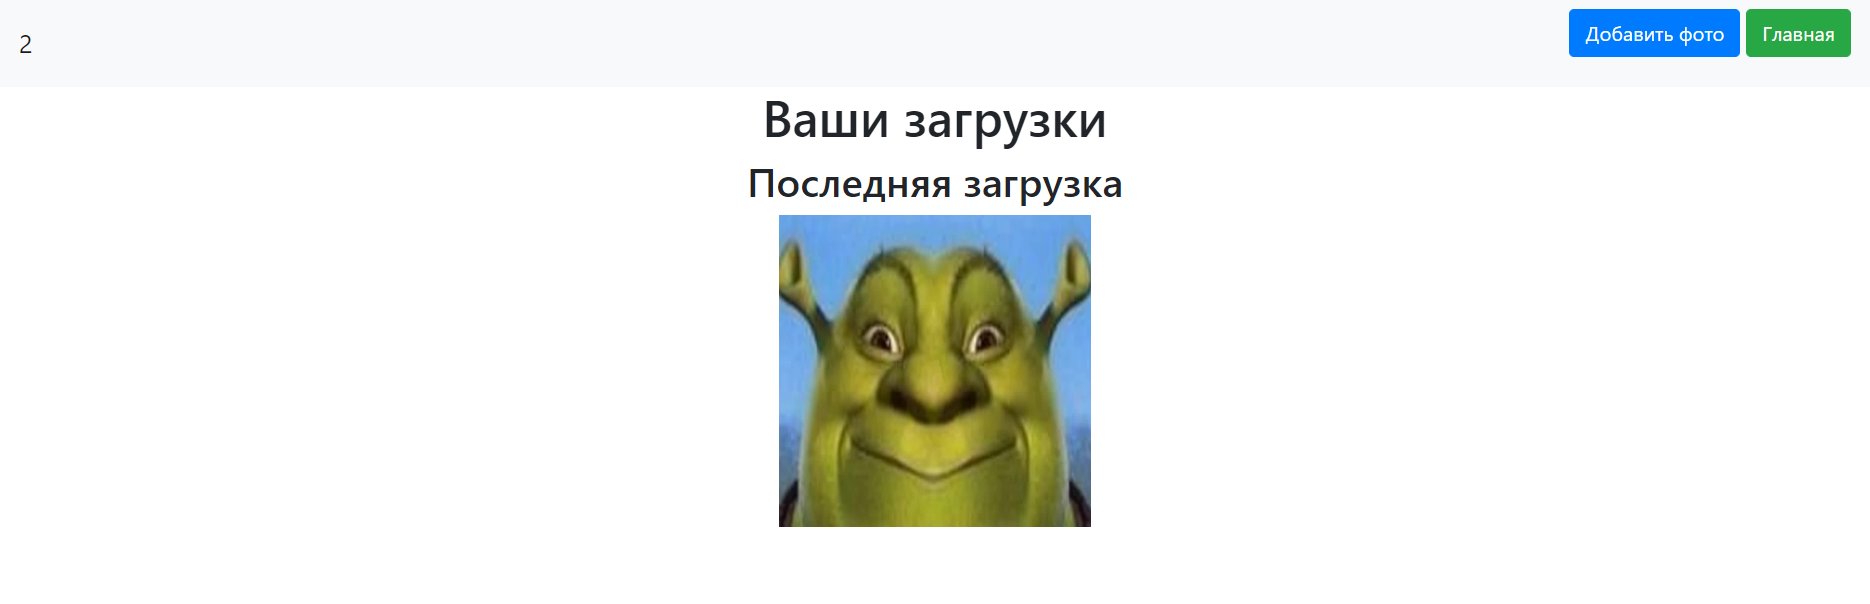 2
Добавить фото
Главная
Ваши загрузки
Последняя загрузка